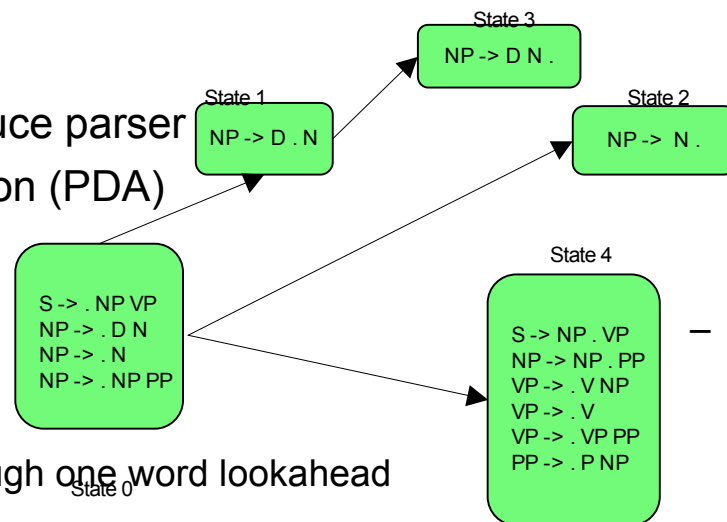 State 3
NP -> D N .
State 1
uce parser
NP -> D . N
State 2
NP -> N .
on (PDA)
State 4
S -> . NP VP
NP -> . D N
NP -> . N
NP -> . NP PP
S -> NP . VP
NP -> NP . PP
VP -> . V NP
VP -> . V
VP -> . VP PP
PP -> . P NP
–
ugh one word lookahead
State 0